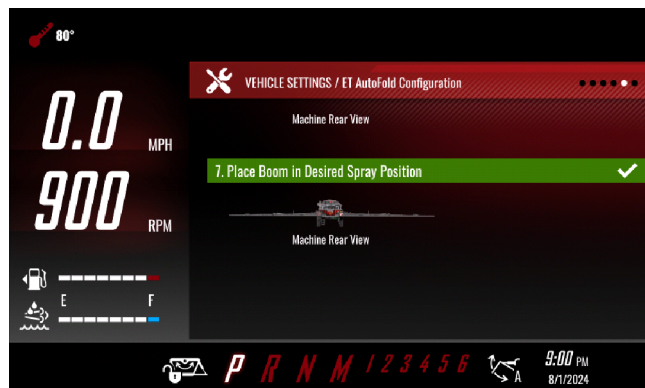 80°
VEHICLE SETTINGS / ET AutoFold Configuration
Machine Rear View
0.0 MPH
7. Place Boom in Desired Spray Position
900 RPM
Machine Rear View
E F
P R N M 1 2 3 4 5 6 A 9:00 PM
8/1/2024